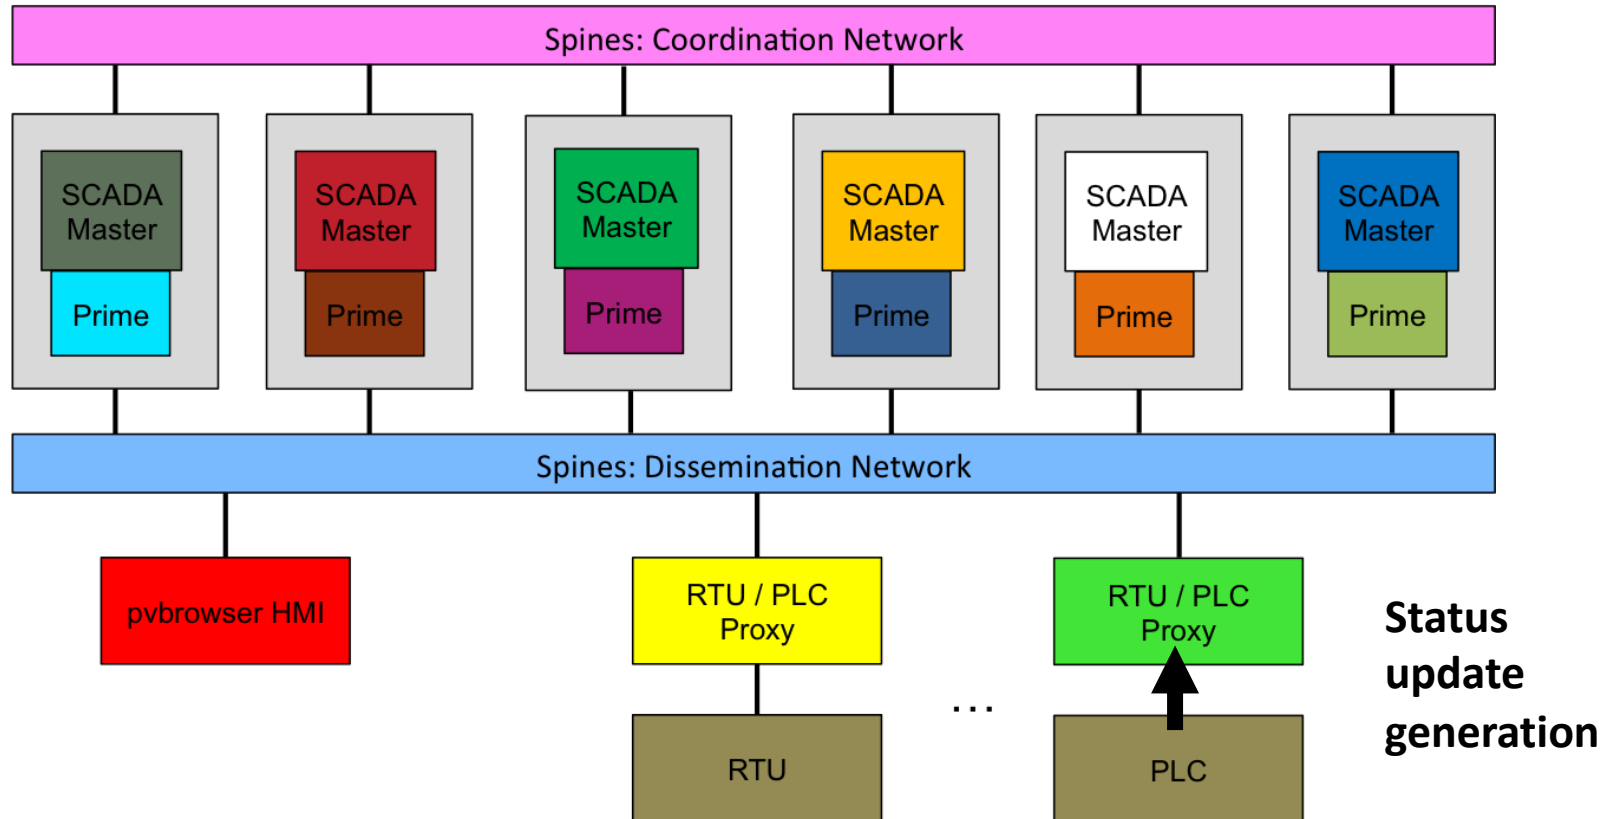 Spines: Coordination Network
SCADA
Master
Prime
SCADA
Master
Prime
SCADA
Master
Prime
SCADA
Master
Prime
SCADA
Master
Prime
SCADA
Master
Prime
Spines: Dissemination Network
pvbrowser HMI
RTU / PLC
Proxy
RTU / PLC
Proxy
Status
update
generation
RTU
...
PLC